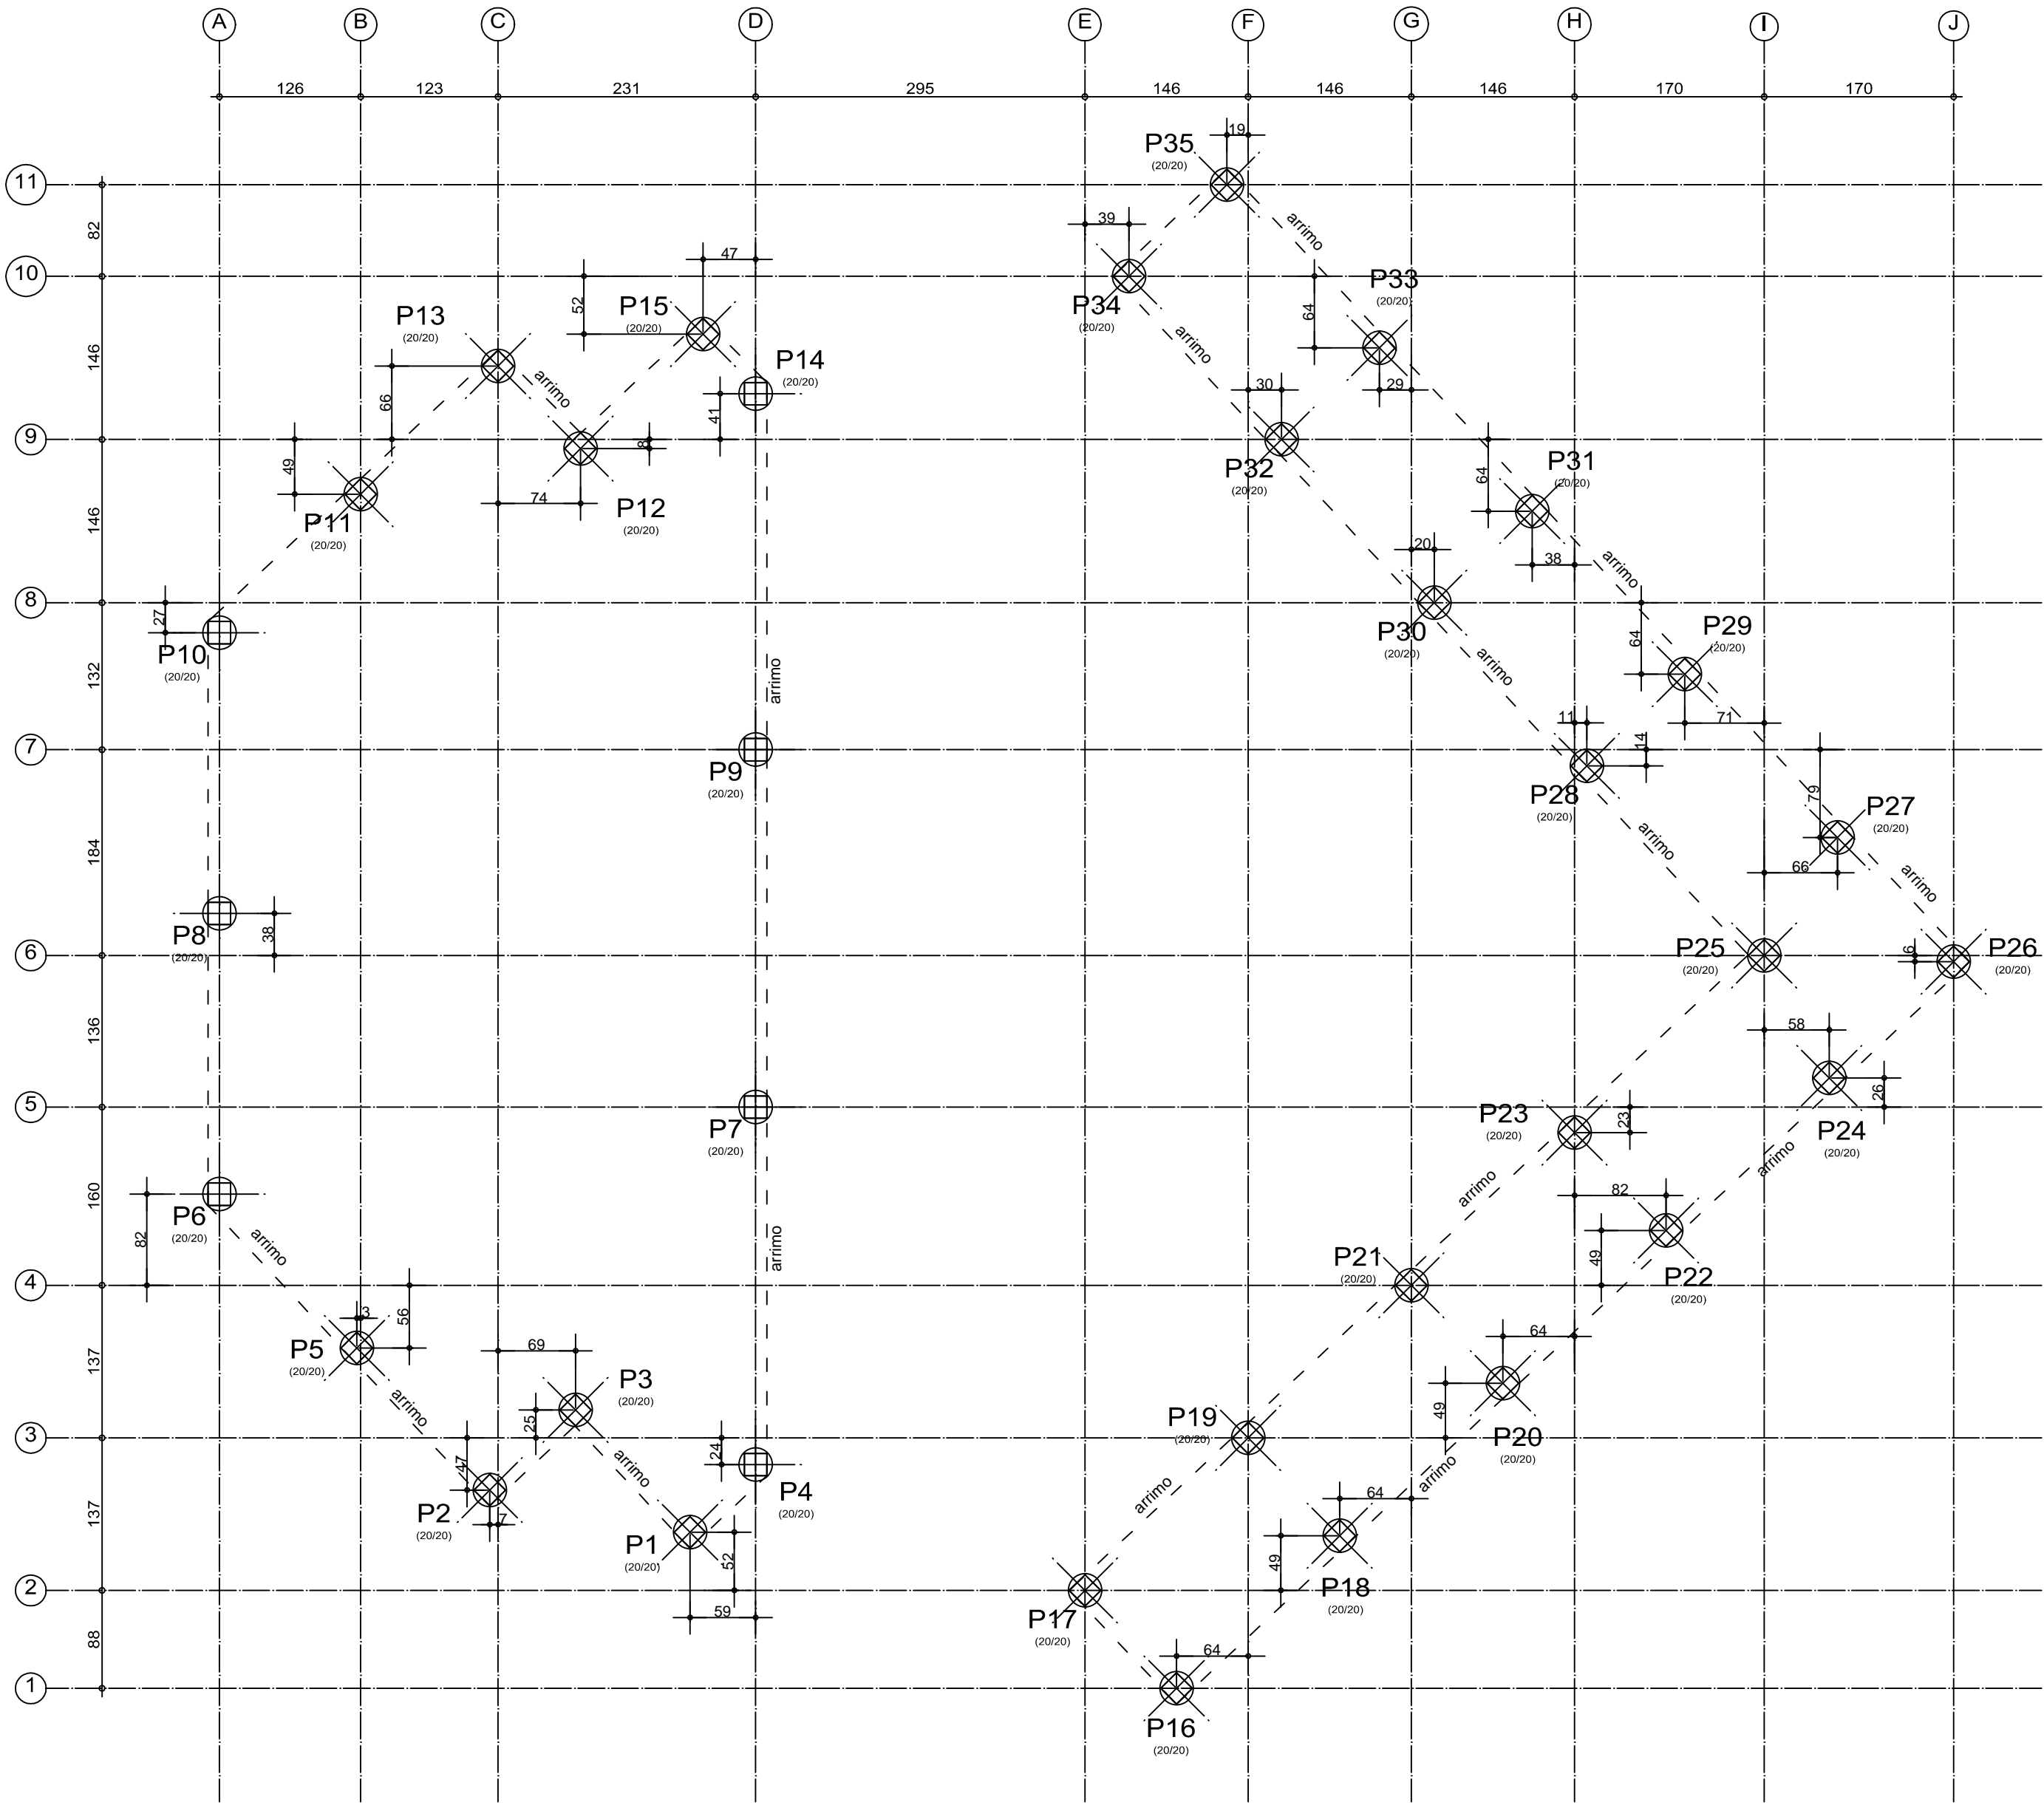 A B C D E F G H I J
126 123 231 295 146 146 146 170 170
19
P35
(20/20)
11
82
39
arrimo
47
10
P33
(20/20)
52
P15
(20/20)
P34
(20/20)
64
P13
(20/20)
arrimo
146
P14
(20/20)
arrimo
30
29
66
41
9
8
49
P32
(20/20)
P31
(20/20)
64
74
P12
(20/20)
P11
(20/20)
146
20
38
arrimo
8
27
P10
(20/20)
P30
(20/20)
P29
(20/20)
64
132
arrimo
arrimo
11
71
14
7
P9
(20/20)
P28
(20/20)
79
P27
(20/20)
184
arrimo
66
arrimo
P8
(20/20)
38
6
P25
(20/20)
6
P26
(20/20)
136
58
26
5
P7
(20/20)
P23
(20/20)
23
P24
(20/20)
arrimo
160
arrimo
82
P6
(20/20)
arrimo
82
arrimo
P21
(20/20)
49
P22
(20/20)
4
3
56
P5
(20/20)
69
64
137
P3
(20/20)
arrimo
25
P19
(20/20)
49
P20
(20/20)
3
24
47
arrimo
arrimo
P4
(20/20)
64
arrimo
P2
(20/20)
7
137
P1
(20/20)
52
49
P18
(20/20)
2
59
P17
(20/20)
88
64
1
P16
(20/20)